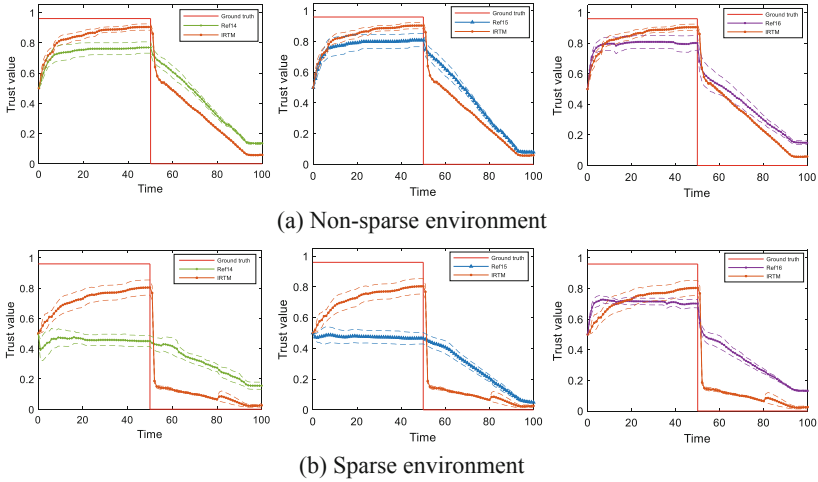 Trust value
1
0.8
0.6
0.4
0.2
0
0 20 40 60 80 100
Time
Ground truth
Ref14
IRTM
Trust value
1
0.8
0.6
0.4
0.2
0
0 20 40 60 80 100
Time
Ground truth
Ref15
IRTM
Trust value
1
0.8
0.6
0.4
0.2
0
0 20 40 60 80 100
Time
Ground truth
Ref16
IRTM
(a) Non-sparse environment
Trust value
1
0.8
0.6
0.4
0.2
0
0 20 40 60 80 100
Time
Ground truth
Ref14
IRTM
Trust value
1
0.8
0.6
0.4
0.2
0
0 20 40 60 80 100
Time
Ground truth
Ref15
IRTM
Trust value
1
0.8
0.6
0.4
0.2
0
0 20 40 60 80 100
Time
Ground truth
Ref16
IRTM
(b) Sparse environment